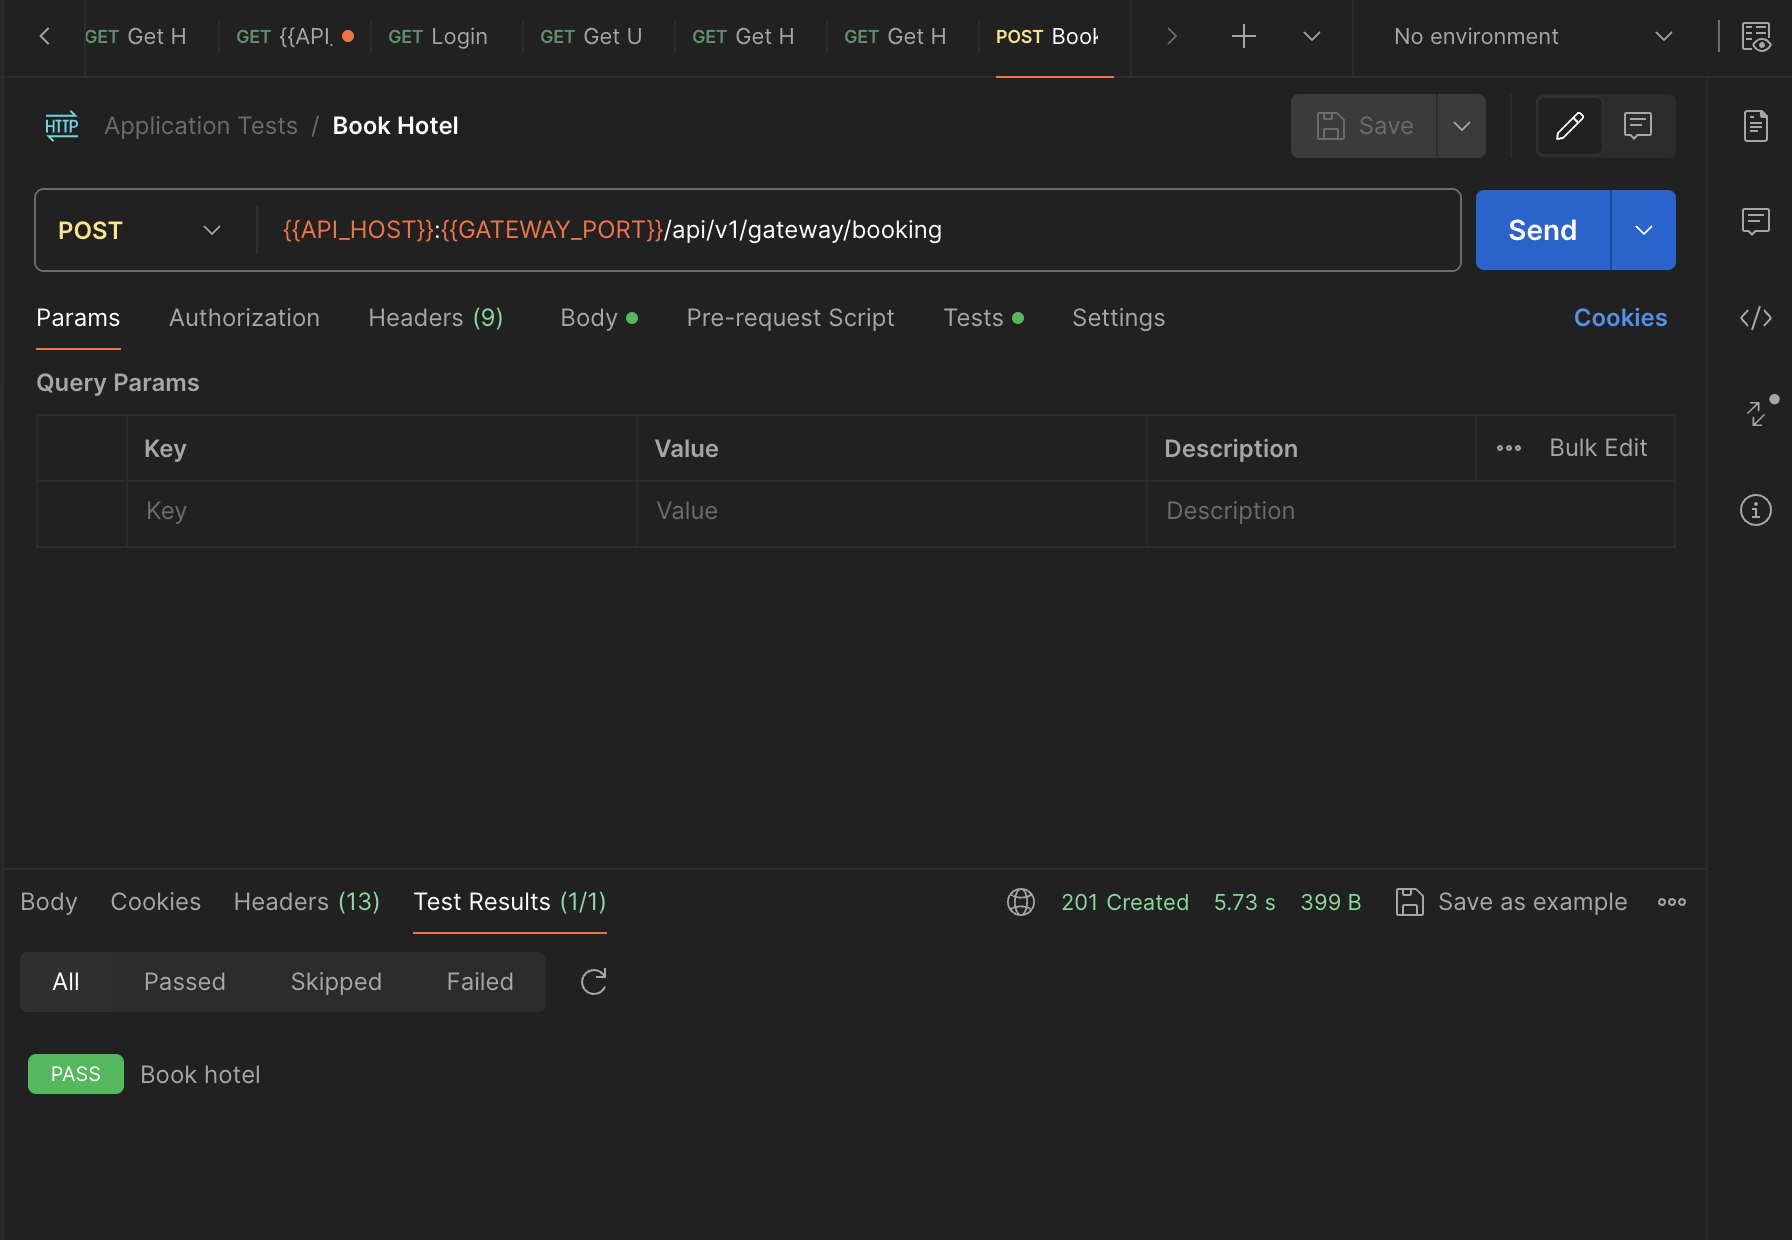 GET Get H GET {{API. GET Login GET Get U GET Get H GET Get H POST Book No environment
HTTP Application Tests / Book Hotel Save
POST {{API_HOST}}:{{GATEWAY_PORT}}/api/v1/gateway/booking Send
Params Authorization Headers (9) Body Pre-request Script Tests Settings Cookies
Query Params
Key Value Description Bulk Edit
Key Value Description
Body Cookies Headers (13) Test Results (1/1) 201 Created 5.73 s 399 B Save as example
All Passed Skipped Failed
PASS Book hotel